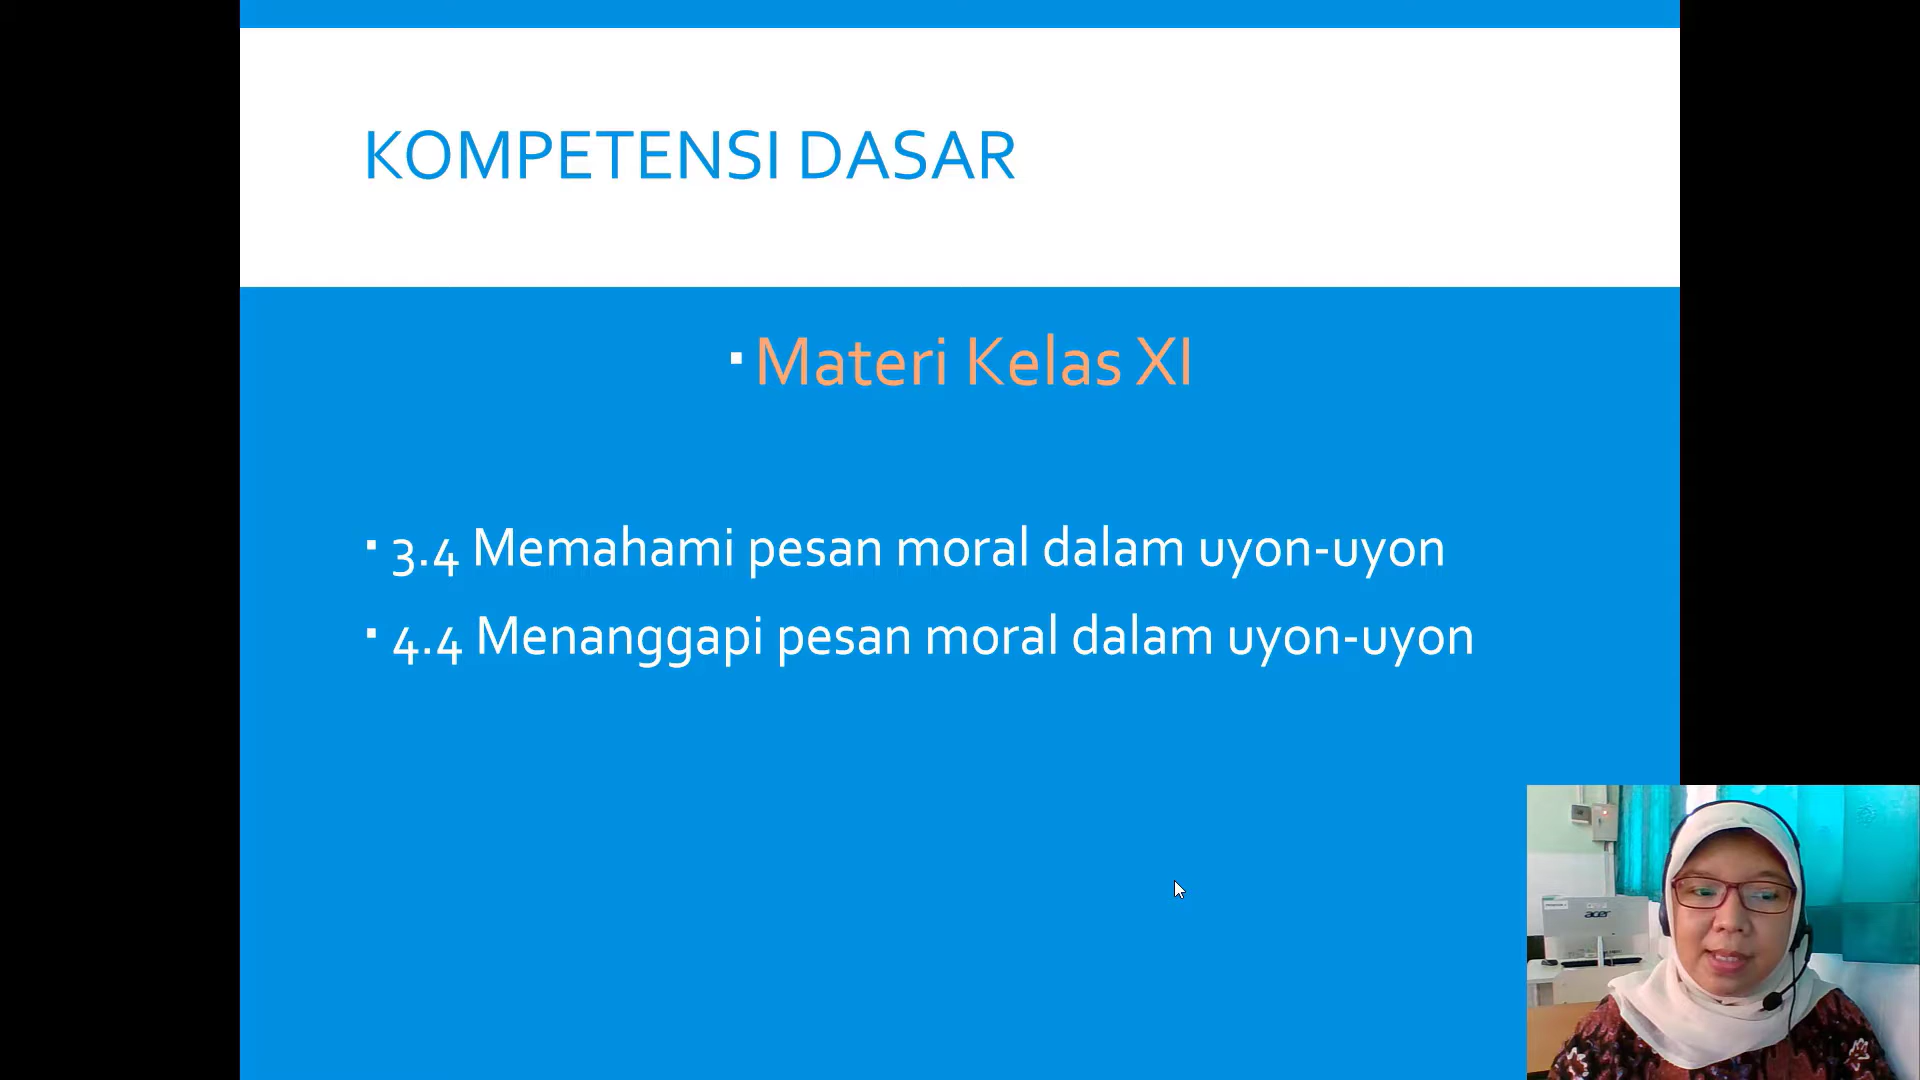 KOMPETENSI DASAR
Materi Kelas XI
3.4 Memahami pesan moral dalam uyon-uyon
4.4 Menanggapi pesan moral dalam uyon-uyon
acer